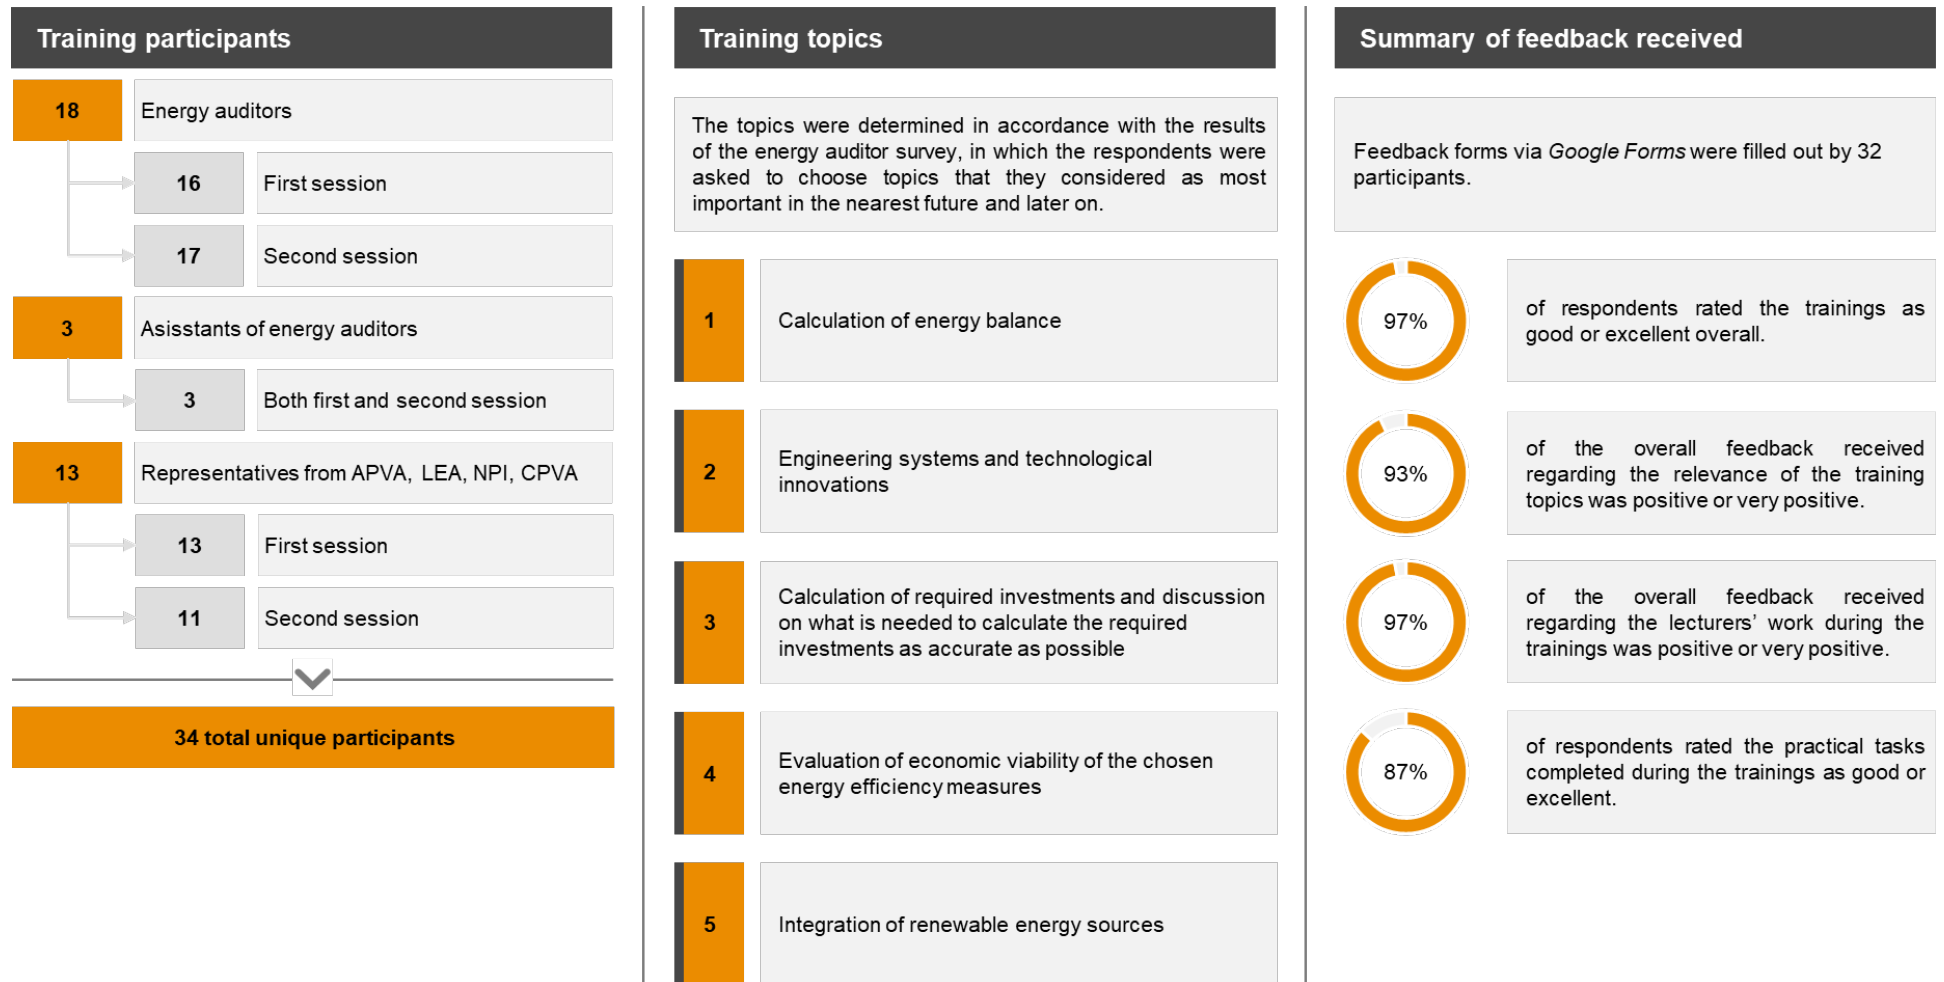 Training participants
18
Energy auditors
16
First session
17
Second session
3
Asisstants of energy auditors
3
Both first and second session
13
Representatives from APVA, LEA, NPI, CPVA
13
First session
11
Second session
34 total unique participants
Training topics
The topics were determined in accordance with the results
of the energy auditor survey, in which the respondents were
asked to choose topics that they considered as most
important in the nearest future and later on.
1
Calculation of energy balance
2
Engineering systems and technological
innovations
3
Calculation of required investments and discussion
on what is needed to calculate the required
investments as accurate as possible
4
Evaluation of economic viability of the chosen
energy efficiency measures
5
Integration of renewable energy sources
Summary of feedback received
Feedback forms via Google Forms were filled out by 32
participants.
97%
of respondents rated the trainings as
good or excellent overall.
93%
of the overall feedback received
regarding the relevance of the training
topics was positive or very positive.
97%
of the overall feedback received
regarding the lecturers’ work during the
trainings was positive or very positive.
87%
of respondents rated the practical tasks
completed during the trainings as good or
excellent.